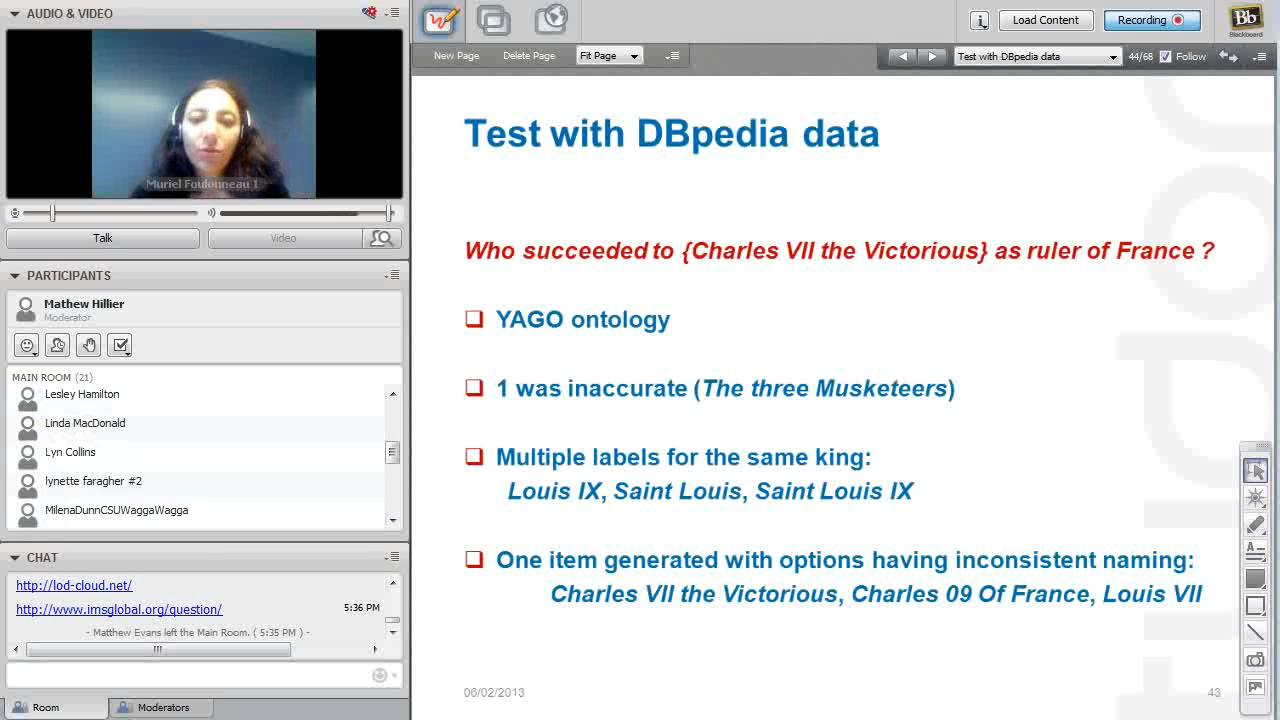 AUDIO & VIDEO
Muriel Foulonneau 1
Talk
Video
PARTICIPANTS
Mathew Hillier
Moderator
MAIN ROOM (21)
Lesley Hamilton
Linda MacDonald
Lyn Collins
lynette faragher #2
MilenaDunnCSUWaggaWagga
CHAT
http://lod-cloud.net/
http://www.imsglobal.org/question/ 5:36 PM
- Matthew Evans left the Main Room. ( 5:35 PM ) -
Room Moderators
Load Content Recording
Bb
Blackboard
New Page Delete Page Fit Page Test with DBpedia data 44/68 Follow
Test with DBpedia data
Who succeeded to {Charles VII the Victorious} as ruler of France ?
YAGO ontology
1 was inaccurate (The three Musketeers)
Multiple labels for the same king:
Louis IX, Saint Louis, Saint Louis IX
One item generated with options having inconsistent naming:
Charles VII the Victorious, Charles 09 Of France, Louis VII
06/02/2013
43